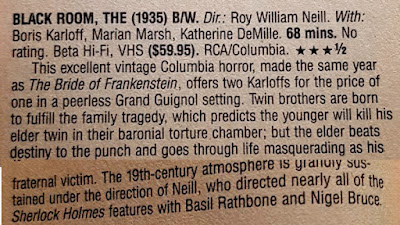 BLACK ROOM, THE (1935) B/W. Dir.: Roy William Neill. With:
Boris Karloff, Marian Marsh, Katherine DeMille. 68 mins. No
rating. Beta Hi-Fi, VHS ($59.95). RCA/Columbia. ★★★½
This excellent vintage Columbia horror, made the same year
as The Bride of Frankenstein, offers two Karloffs for the price
of one in a peerless Grand Guignol setting. Twin brothers are born
to fulfill the family tragedy, which predicts the younger will kill his
elder twin in their baronial torture chamber; but the elder beats
destiny to the punch and goes through life masquerading as his
fraternal victim. The 19th-century atmosphere is grandly sus-
tained under the direction of Neill, who directed nearly all of the
Sherlock Holmes features with Basil Rathbone and Nigel Bruce.